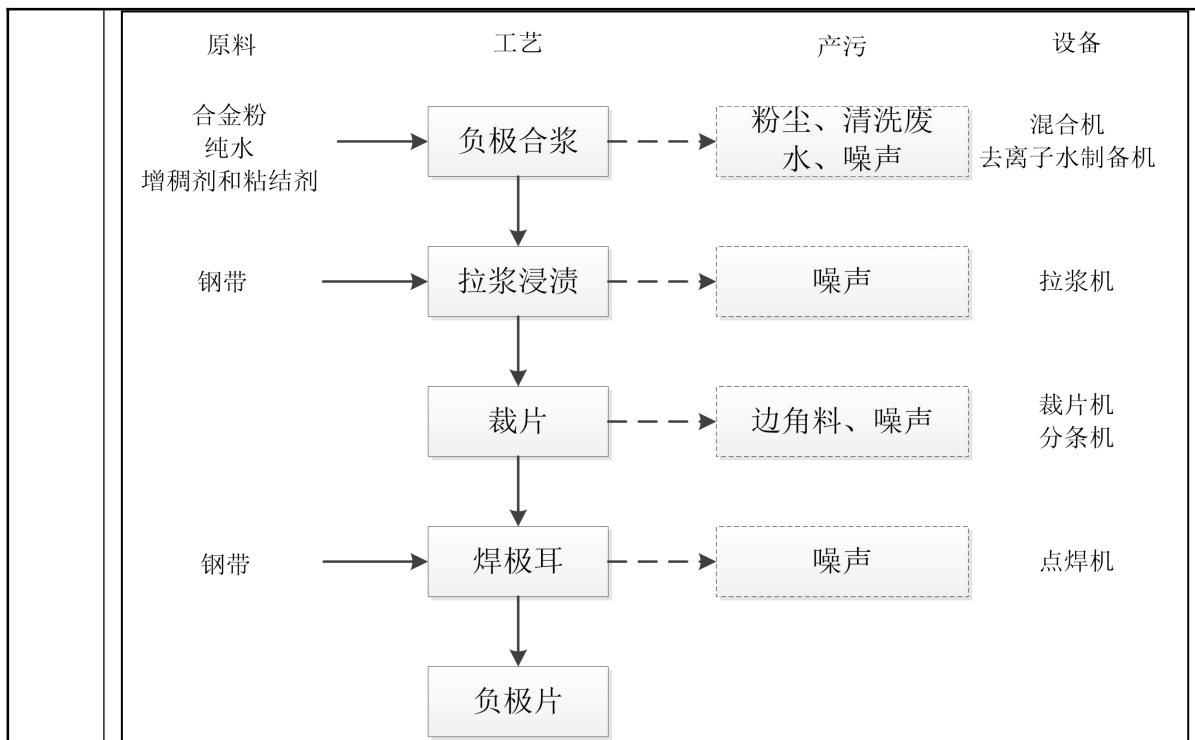 原料 工艺 产污 设备
合金粉
纯水
增稠剂和粘结剂
负极合浆
粉尘、清洗废
水、噪声
混合机
去离子水制备机
钢带
拉浆浸渍
噪声
拉浆机
裁片
边角料、噪声
裁片机
分条机
钢带
焊极耳
噪声
点焊机
负极片